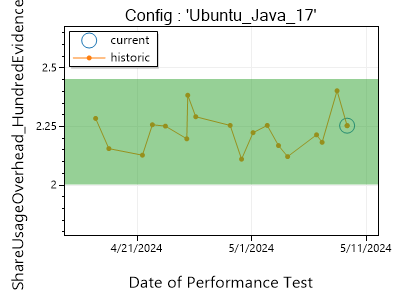 Config : 'Ubuntu_Java_17'
current
historic
ShareUsageOverhead_HundredEvidence
2.5
2.25
2
4/21/2024
5/1/2024
5/11/2024
Date of Performance Test